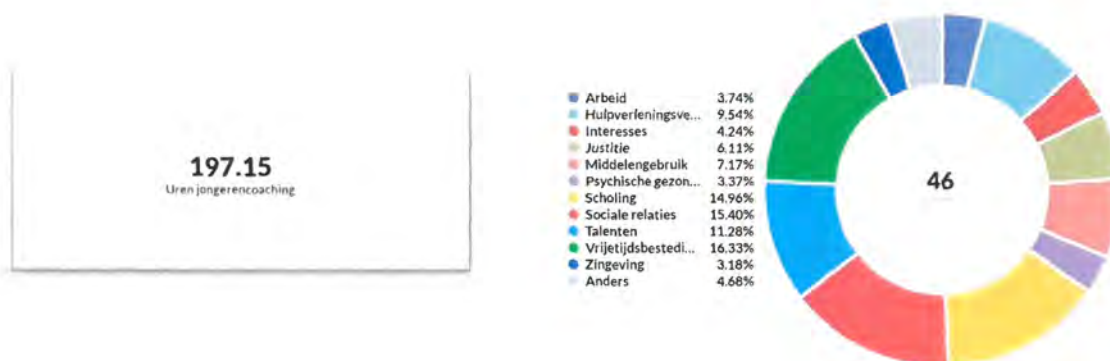 197.15
Uren jongerencoaching
Arbeid 3.74%
Hulpverleningsve... 9.54%
Interesses 4.24%
Justitie 6.11%
Middelengebruik 7.17%
Psychische gezon... 3.37%
Scholing 14.96%
Sociale relaties 15.40%
Talenten 11.28%
Vrijetijdsbestedi... 16.33%
Zingeving 3.18%
Anders 4.68%
46